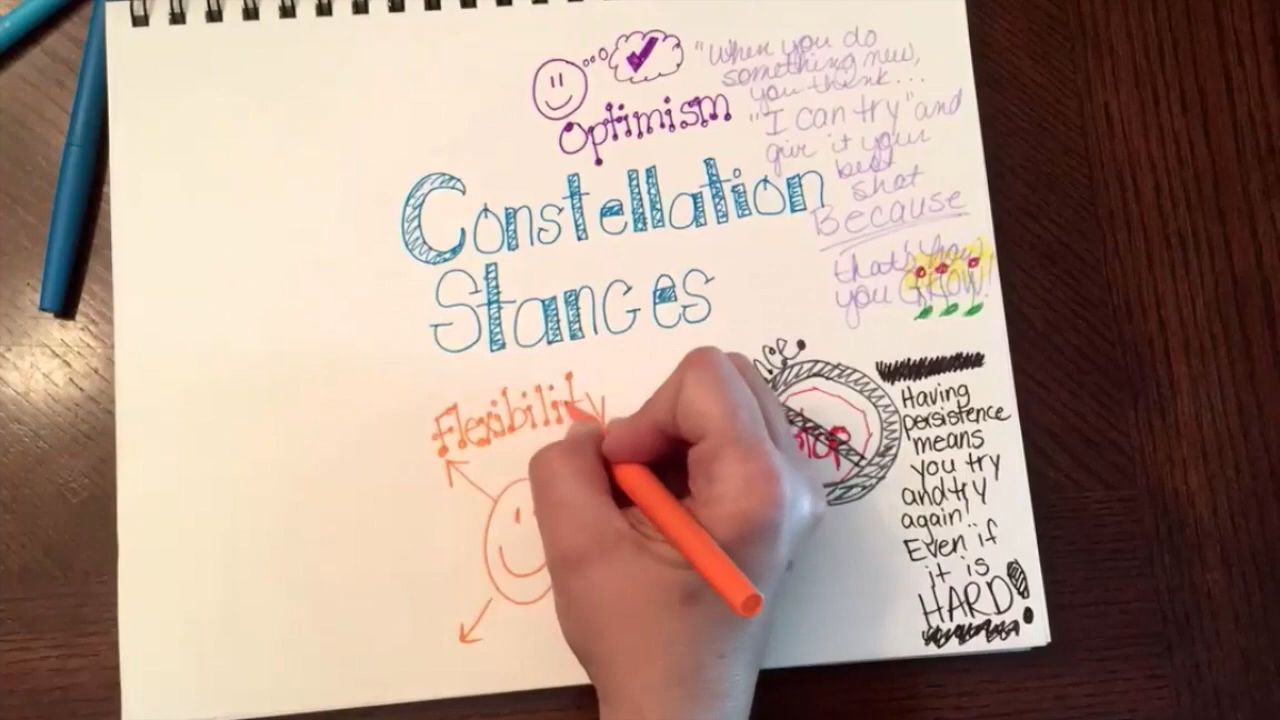 Optimism
"When you do
something new,
you think...
"I can try" and
give it your
best
shot
Because
that's how
you GROW!
Constellation
Stances
Flexibility
Having
persistence
means
you try
and try
again!
Even if
it is
HARD!